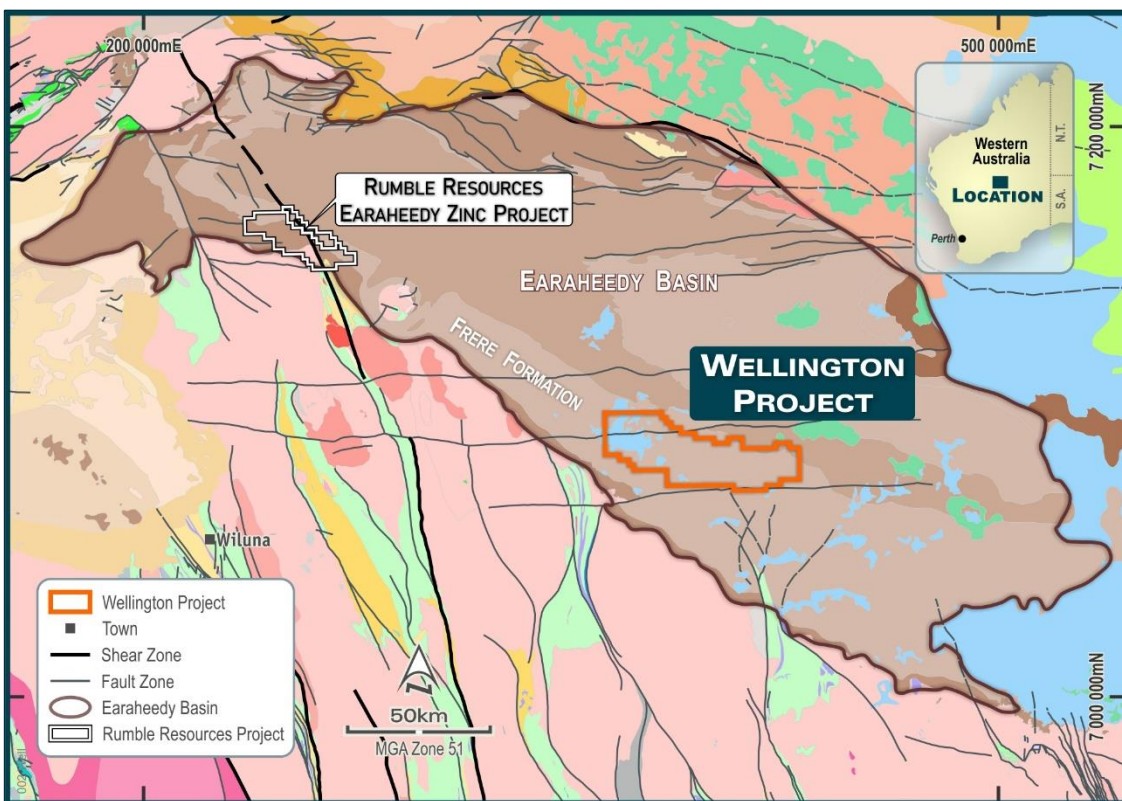 200 000mE
500 000mE
7 200 000mN
Western
Australia
LOCATION
N.T.
S.A.
Perth
RUMBLE RESOURCES
EARAHEEDY ZINC PROJECT
EARAHEEDY BASIN
FRERE FORMATION
WELLINGTON
PROJECT
Wiluna
Wellington Project
Town
Shear Zone
Fault Zone
Earaheedy Basin
Rumble Resources Project
N
50km
MGA Zone 51
7 000 000mN